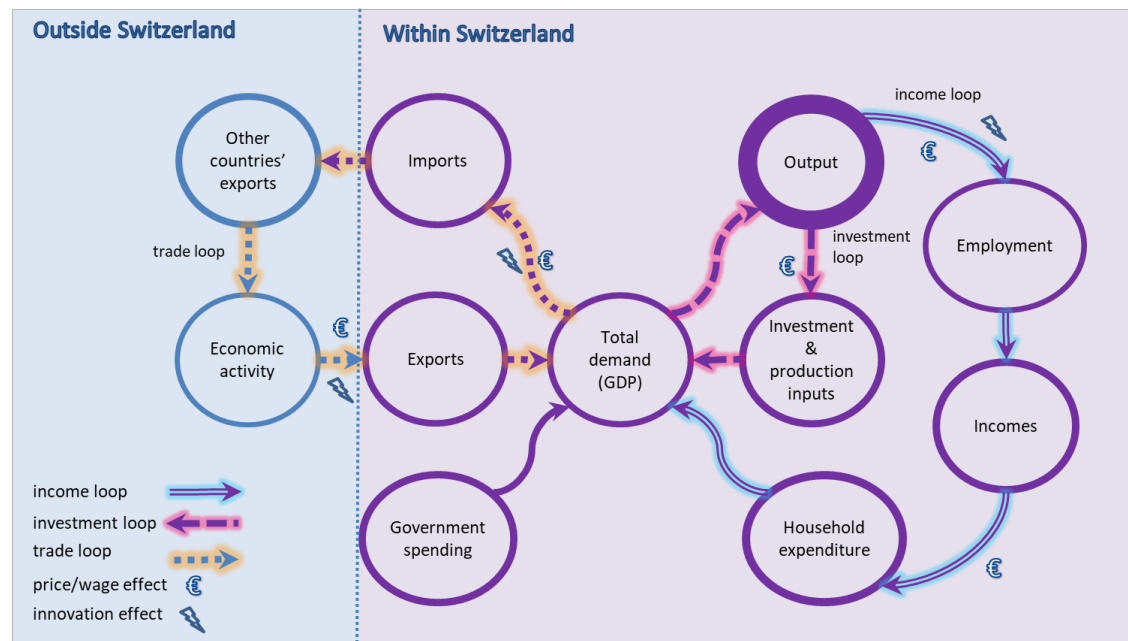 Outside Switzerland
Within Switzerland
income loop
Other
countries’
exports
Imports
Output
trade loop
investment
loop
Employment
€
€
€
Economic
activity
€
Exports
Total
demand
(GDP)
Investment
&
production
inputs
Incomes
income loop
investment loop
trade loop
price/wage effect €
innovation effect
Government
spending
Household
expenditure
€